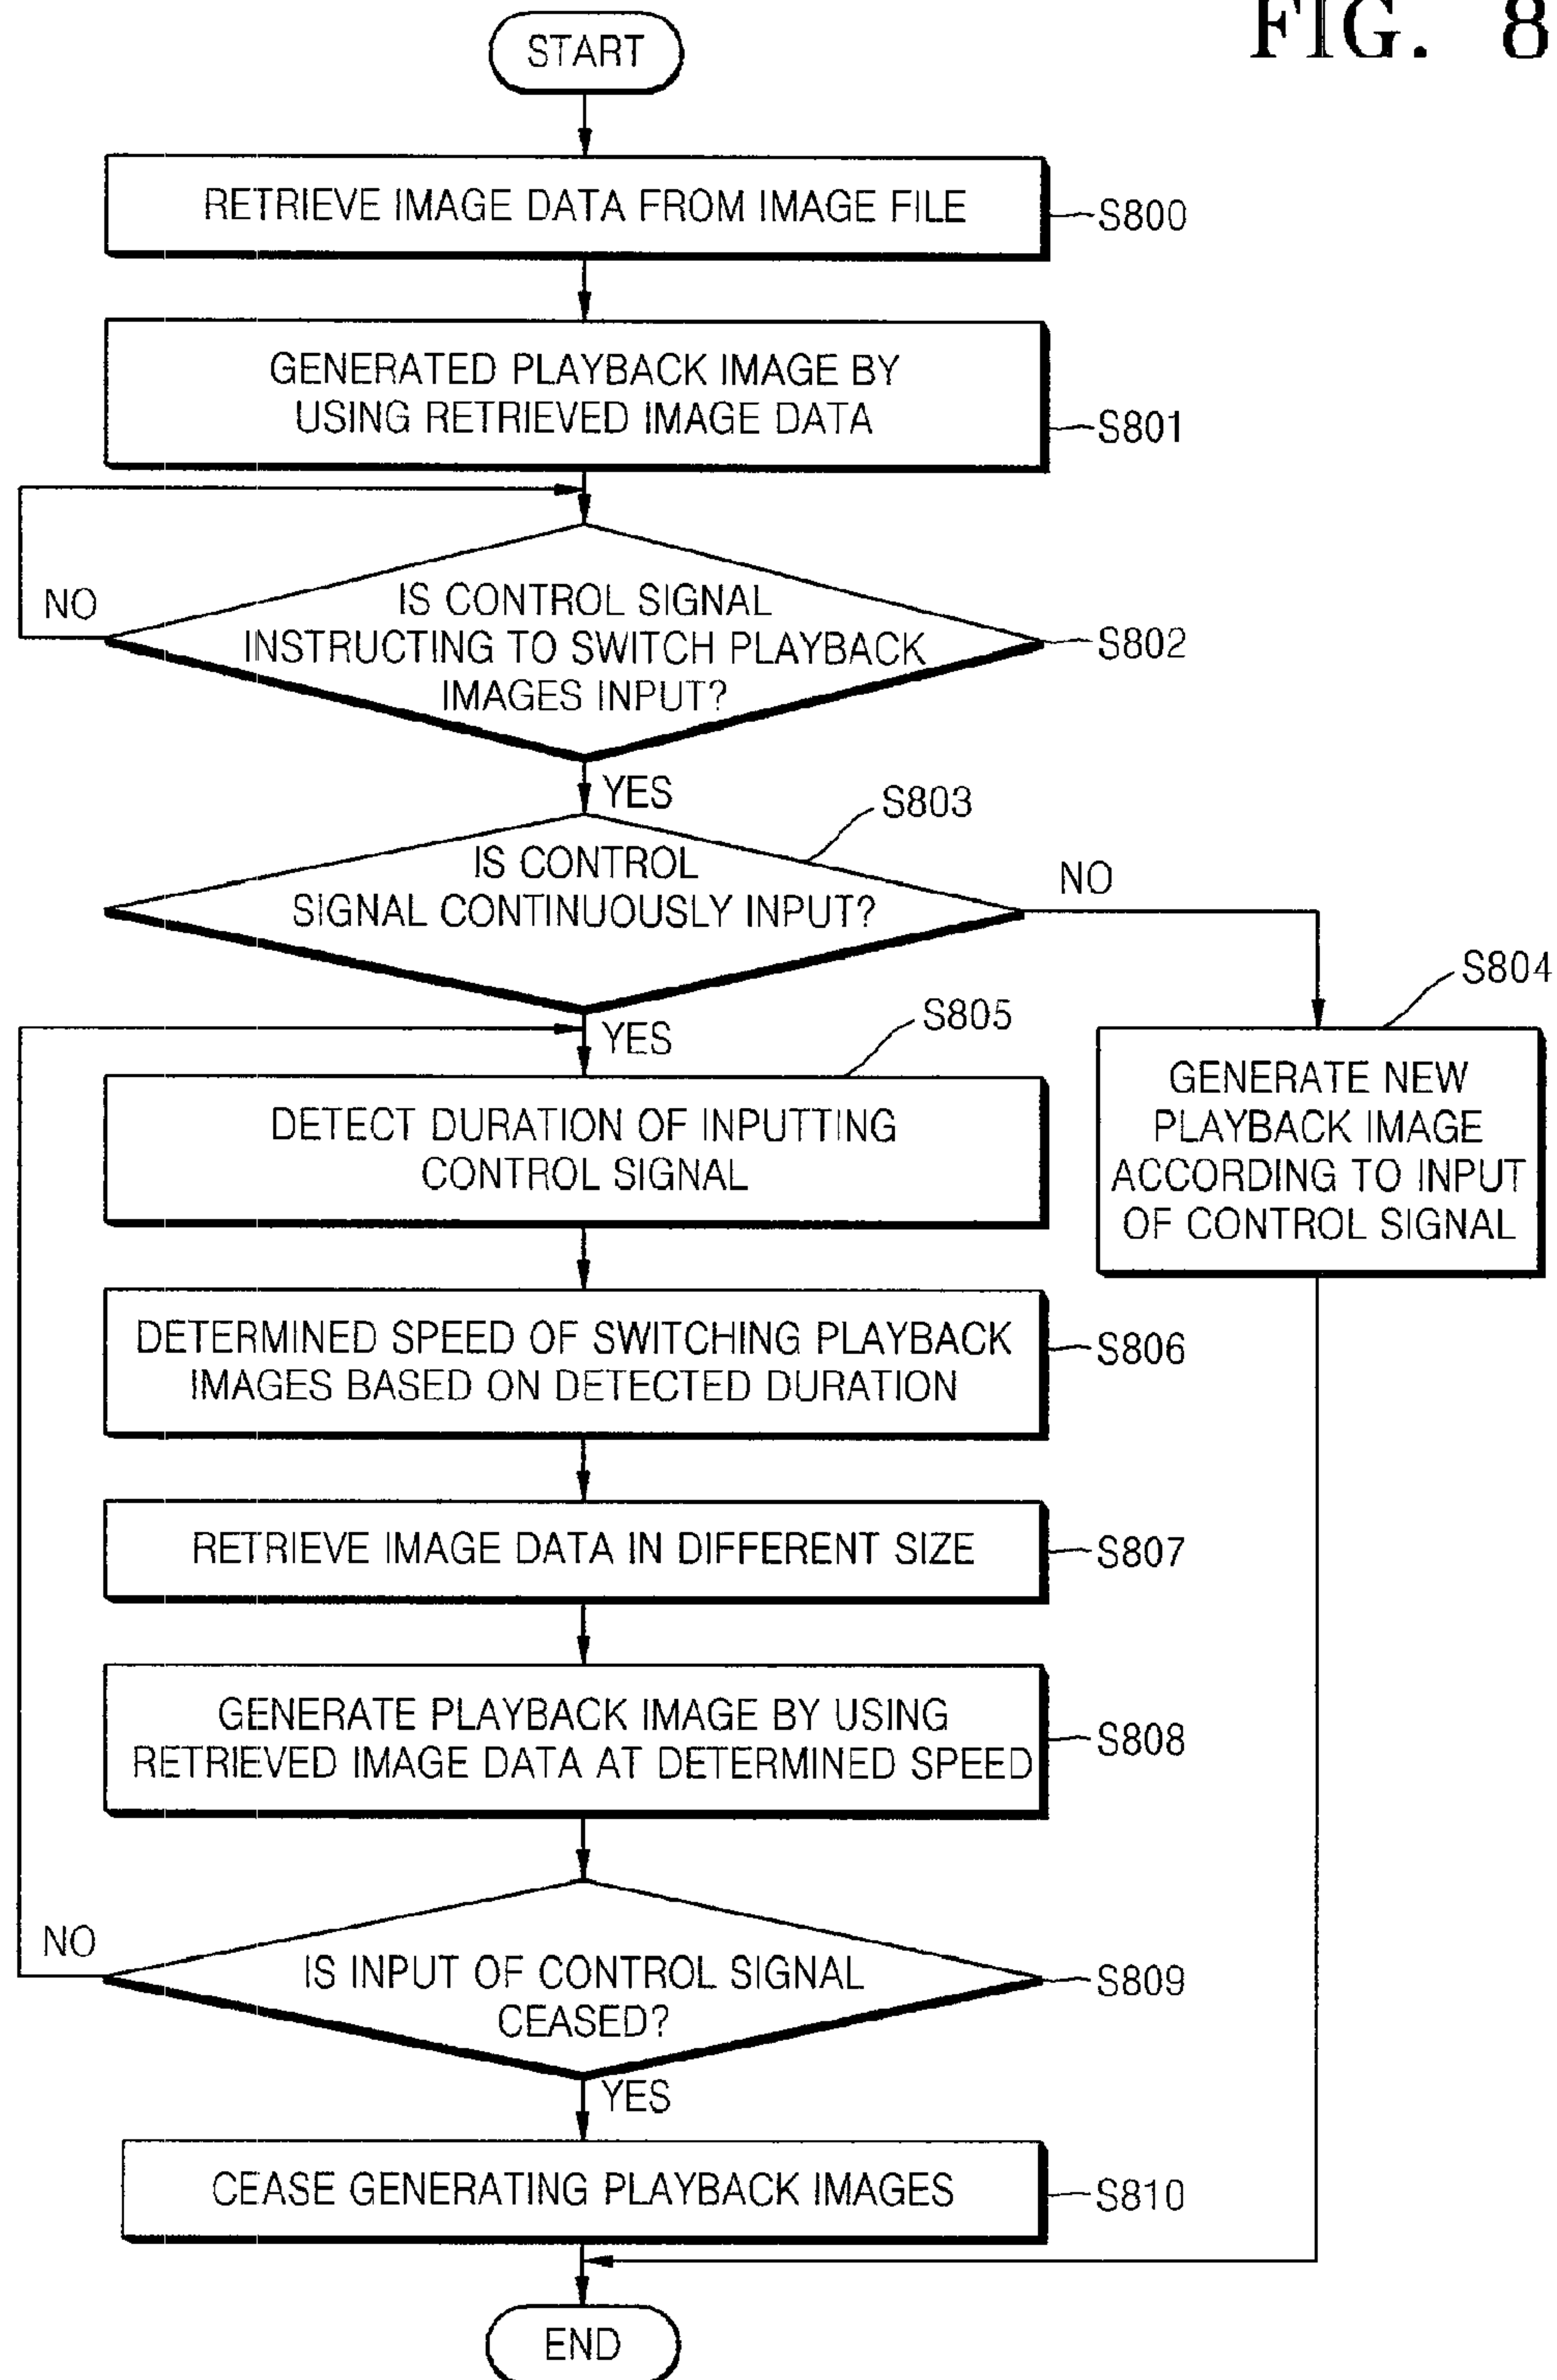 FIG. 8
START
RETRIEVE IMAGE DATA FROM IMAGE FILE
S800
GENERATED PLAYBACK IMAGE BY
USING RETRIEVED IMAGE DATA
S801
NO
IS CONTROL SIGNAL
INSTRUCTING TO SWITCH PLAYBACK
IMAGES INPUT?
S802
YES
S803
IS CONTROL
SIGNAL CONTINUOUSLY INPUT?
NO
S804
GENERATE NEW
PLAYBACK IMAGE
ACCORDING TO INPUT
OF CONTROL SIGNAL
YES
S805
DETECT DURATION OF INPUTTING
CONTROL SIGNAL
DETERMINED SPEED OF SWITCHING PLAYBACK
IMAGES BASED ON DETECTED DURATION
S806
RETRIEVE IMAGE DATA IN DIFFERENT SIZE
S807
GENERATE PLAYBACK IMAGE BY USING
RETRIEVED IMAGE DATA AT DETERMINED SPEED
S808
NO
IS INPUT OF CONTROL SIGNAL
CEASED?
S809
YES
CEASE GENERATING PLAYBACK IMAGES
S810
END